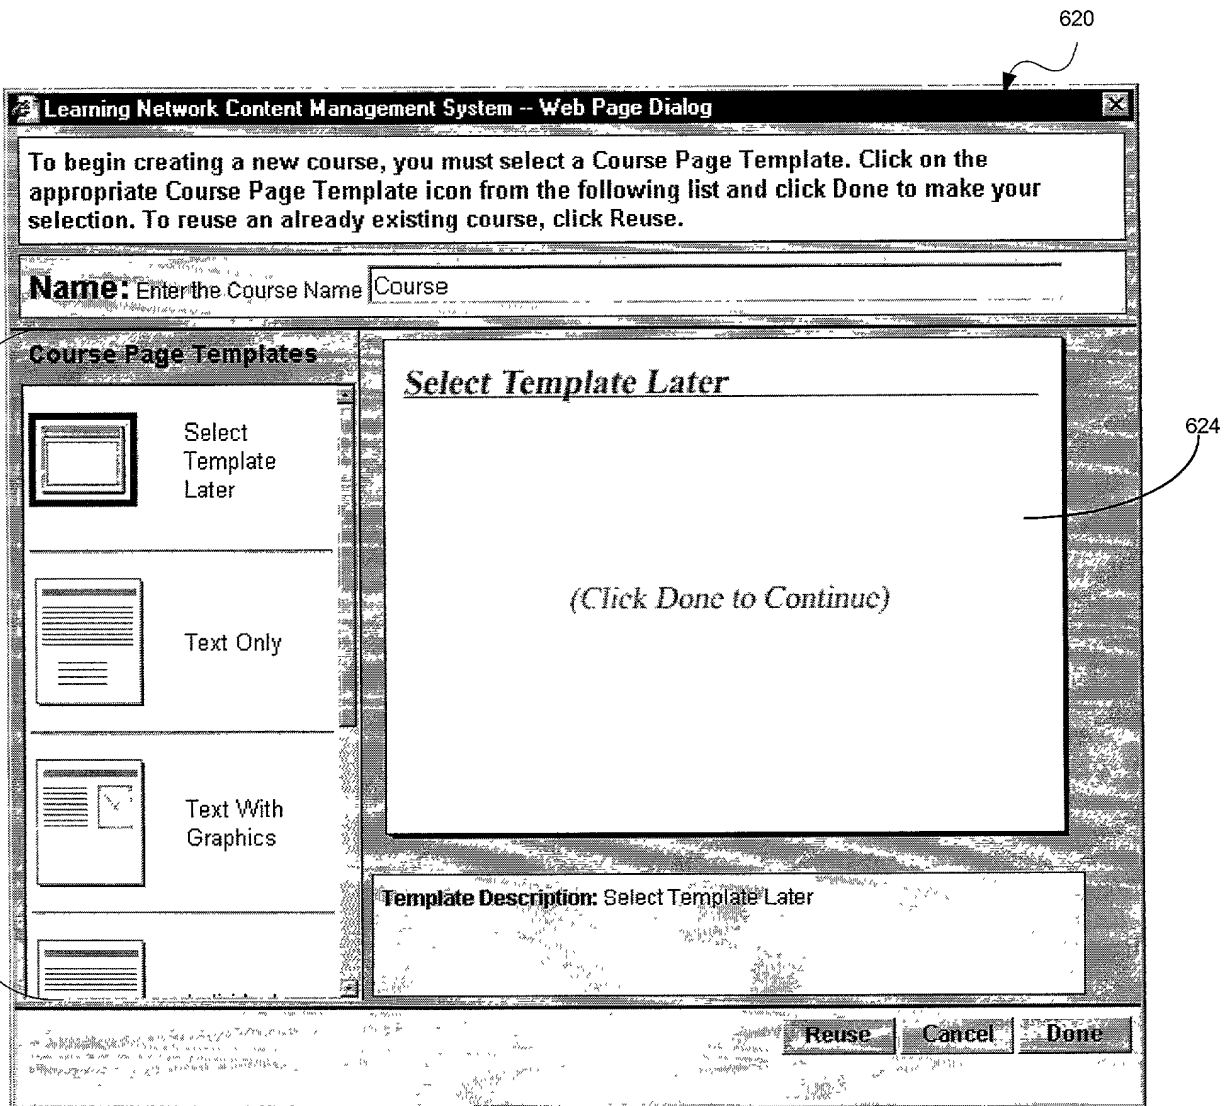 620
Learning Network Content Management System -- Web Page Dialog
To begin creating a new course, you must select a Course Page Template. Click on the
appropriate Course Page Template icon from the following list and click Done to make your
selection. To reuse an already existing course, click Reuse.
Name: Enter the Course Name Course
Course Page Templates
Select
Template
Later
Text Only
Text With
Graphics
Select Template Later
(Click Done to Continue)
624
Template Description: Select Template Later
Reuse Cancel Done